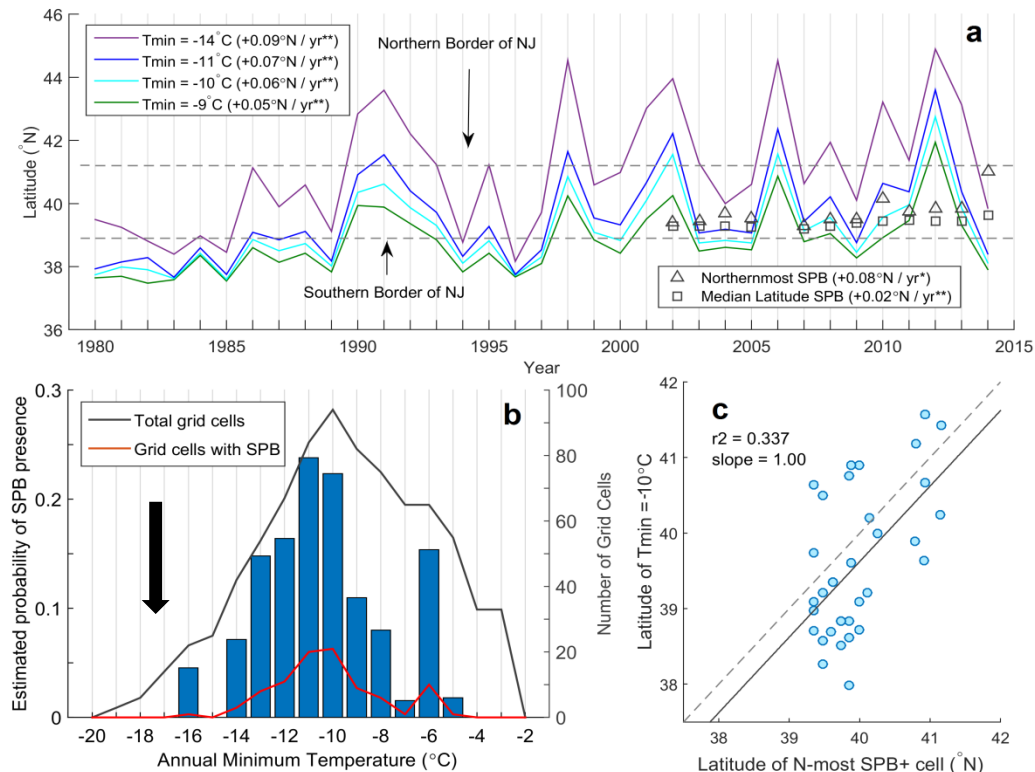 46
44
42
40
38
36
Latitude (°N)
Tmin = -14°C (+0.09°N / yr**)
Tmin = -11°C (+0.07°N / yr**)
Tmin = -10°C (+0.06°N / yr**)
Tmin = -9°C (+0.05°N / yr**)
Northern Border of NJ
a
Southern Border of NJ
Northernmost SPB (+0.08°N / yr*)
Median Latitude SPB (+0.02°N / yr**)
1980 1985 1990 1995 2000 2005 2010 2015
Year
0.3
0.2
0.1
0
Estimated probability of SPB presence
Total grid cells
Grid cells with SPB
b
100
80
60
40
20
0
Number of Grid Cells
-20 -18 -16 -14 -12 -10 -8 -6 -4 -2
Annual Minimum Temperature (°C)
c
r2 = 0.337
slope = 1.00
42
41
40
39
38
Latitude of Tmin = -10°C
38 39 40 41 42
Latitude of N-most SPB+ cell (°N)